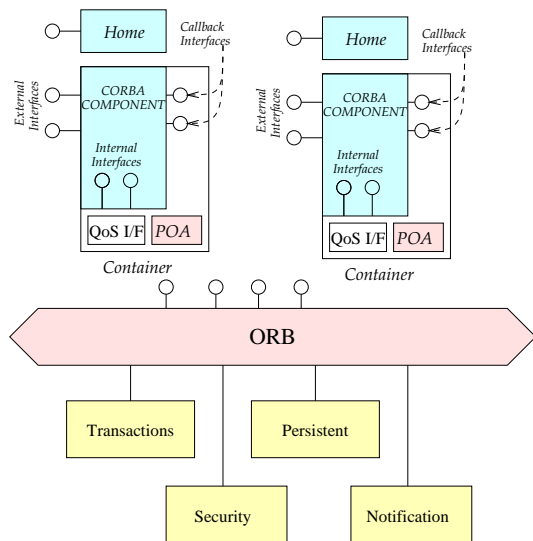 Home
Callback
Interfaces
External
Interfaces
CORBA
COMPONENT
Internal
Interfaces
QoS I/F
POA
Container
Home
Callback
Interfaces
External
Interfaces
CORBA
COMPONENT
Internal
Interfaces
QoS I/F
POA
Container
ORB
Transactions
Persistent
Security
Notification